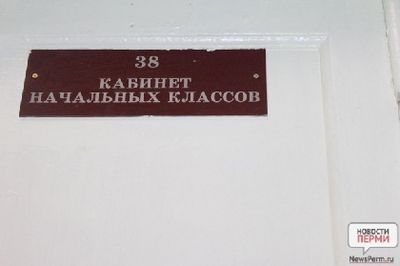 38
КАБИНЕТ
НАЧАЛЬНЫХ КЛАССОВ
НОВОСТИ
ПЕРМИ
NewsPerm.ru